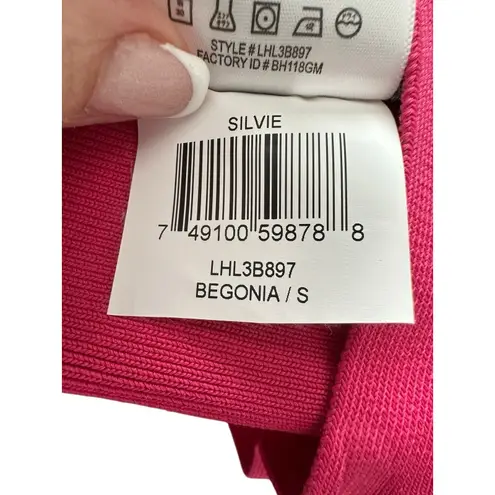 STYLE # LHL3B897
FACTORY ID # BH118GM
SILVIE
7 49100 59878 8
LHL3B897
BEGONIA / S